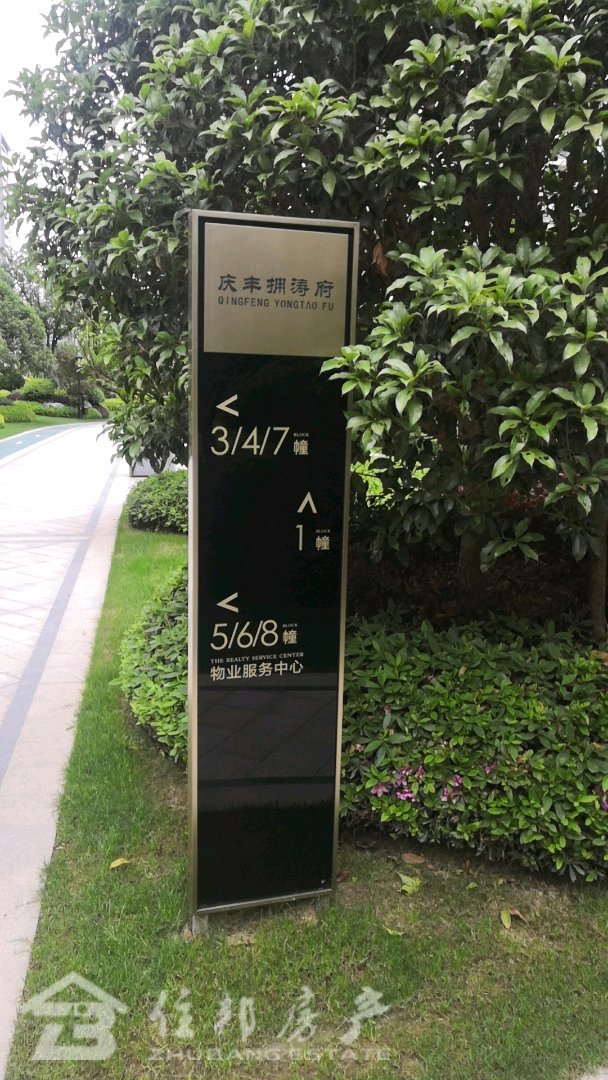 庆丰拥涛府
QINGFENG YONGTAO FU
<
3/4/7 BLOCK 幢
^
1 BLOCK 幢
<
5/6/8 BLOCK 幢
THE REALTY SERVICE CENTER
物业服务中心
住邦房产
ZHUBANG ESTATE